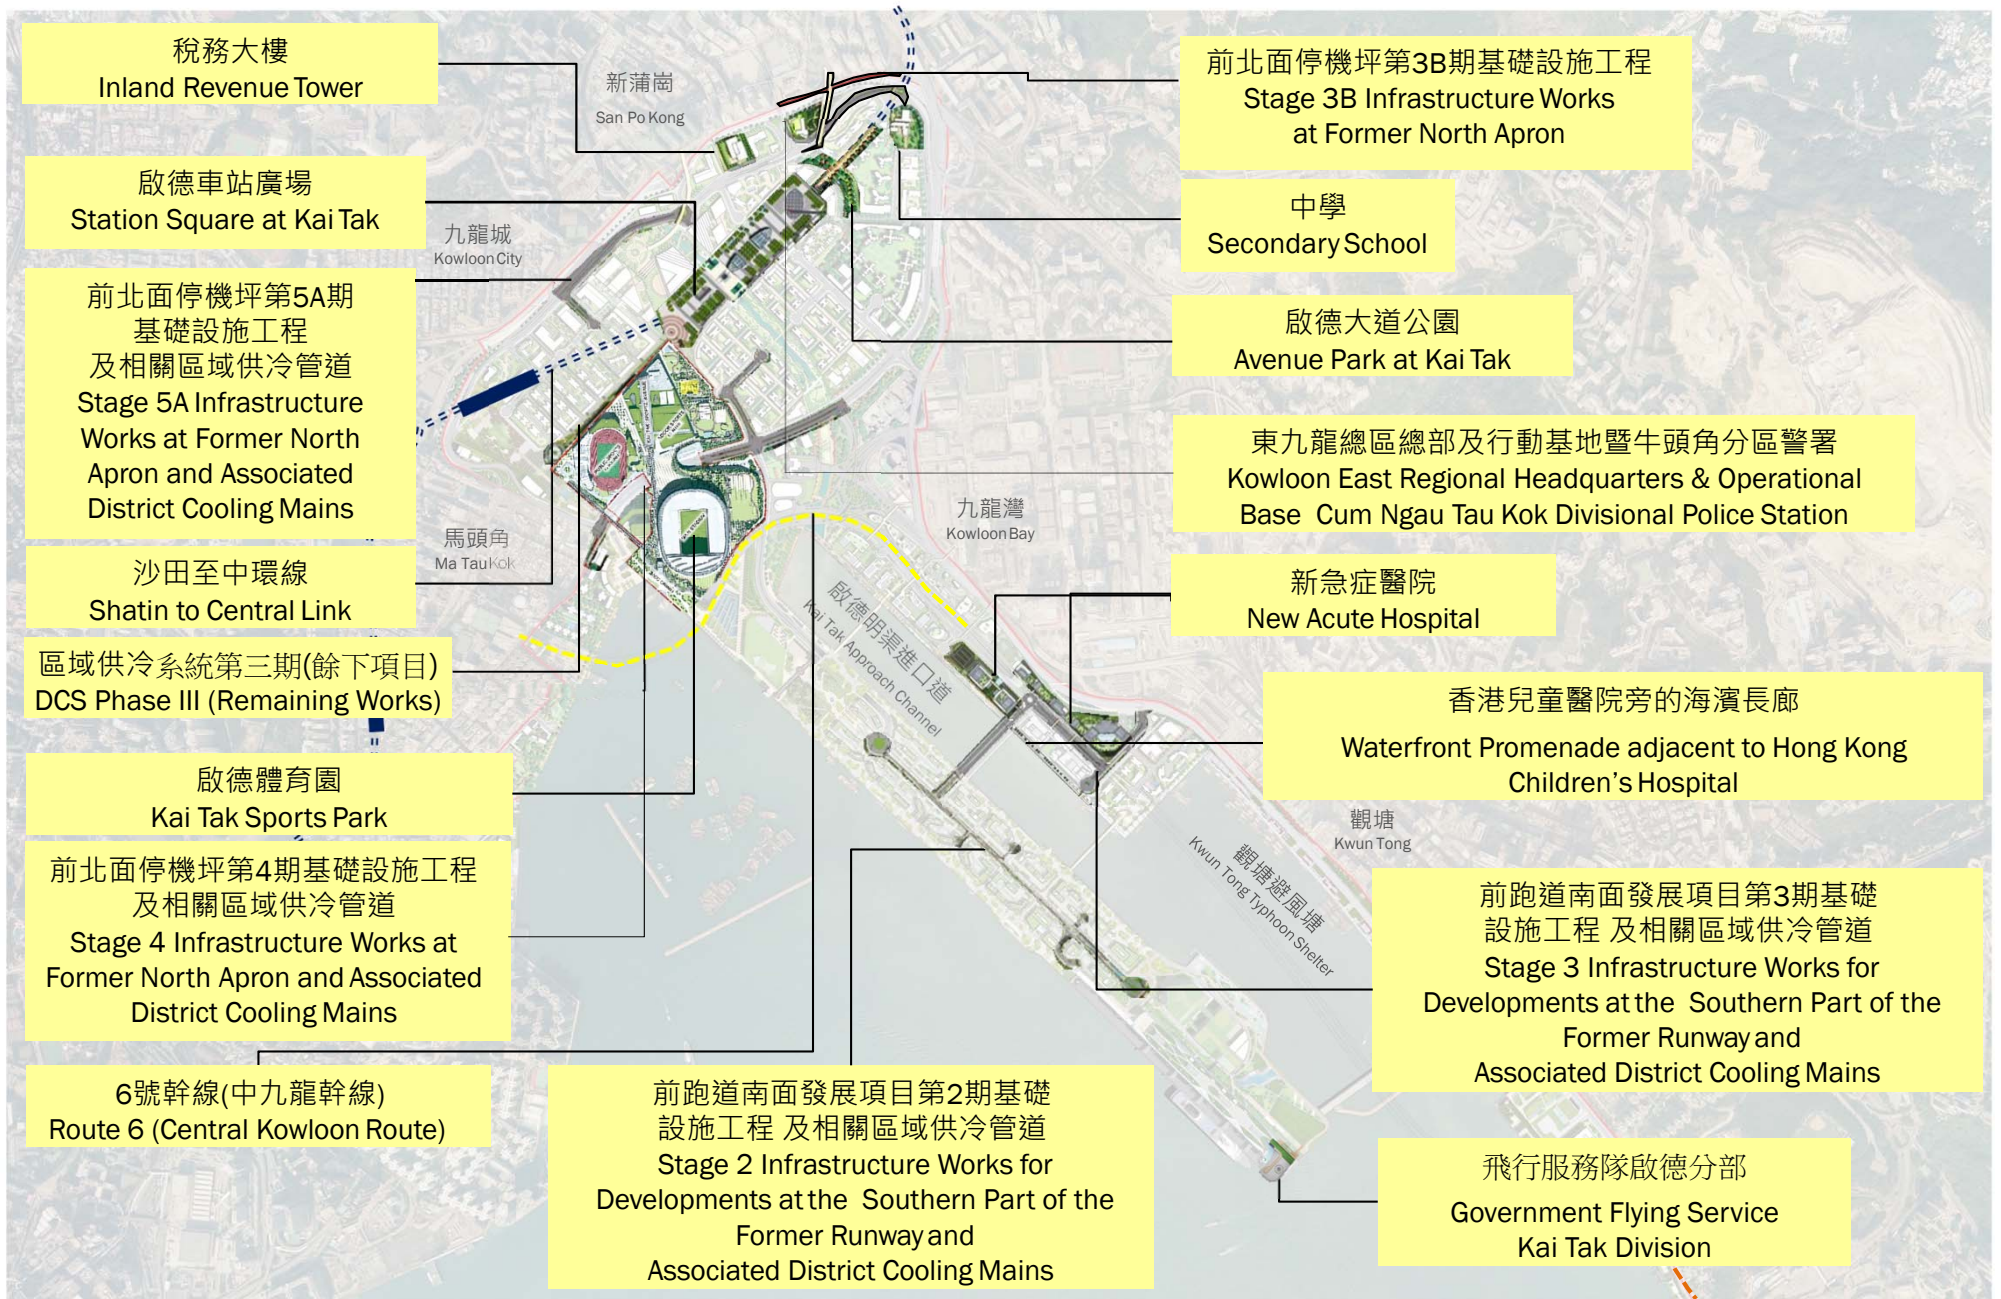 稅務大樓
Inland Revenue Tower
啟德車站廣場
Station Square at Kai Tak
前北面停機坪第5A期
基礎設施工程
及相關區域供冷管道
Stage 5A Infrastructure
Works at Former North
Apron and Associated
District Cooling Mains
沙田至中環線
Shatin to Central Link
區域供冷系統第三期(餘下項目)
DCS Phase III (Remaining Works)
啟德體育園
Kai Tak Sports Park
前北面停機坪第4期基礎設施工程
及相關區域供冷管道
Stage 4 Infrastructure Works at
Former North Apron and Associated
District Cooling Mains
6號幹線(中九龍幹線)
Route 6 (Central Kowloon Route)
新蒲崗
San Po Kong
九龍城
Kowloon City
馬頭角
Ma Tau Kok
九龍灣
Kowloon Bay
啟德明渠進口道
Kai Tak Approach Channel
觀塘
Kwun Tong
觀塘避風塘
Kwun Tong Typhoon Shelter
前跑道南面發展項目第2期基礎
設施工程 及相關區域供冷管道
Stage 2 Infrastructure Works for
Developments at the Southern Part of the
Former Runway and
Associated District Cooling Mains
前北面停機坪第3B期基礎設施工程
Stage 3B Infrastructure Works
at Former North Apron
中學
Secondary School
啟德大道公園
Avenue Park at Kai Tak
東九龍總區總部及行動基地暨牛頭角分區警署
Kowloon East Regional Headquarters & Operational
Base Cum Ngau Tau Kok Divisional Police Station
新急症醫院
New Acute Hospital
香港兒童醫院旁的海濱長廊
Waterfront Promenade adjacent to Hong Kong
Children's Hospital
前跑道南面發展項目第3期基礎
設施工程 及相關區域供冷管道
Stage 3 Infrastructure Works for
Developments at the Southern Part of the
Former Runway and
Associated District Cooling Mains
飛行服務隊啟德分部
Government Flying Service
Kai Tak Division